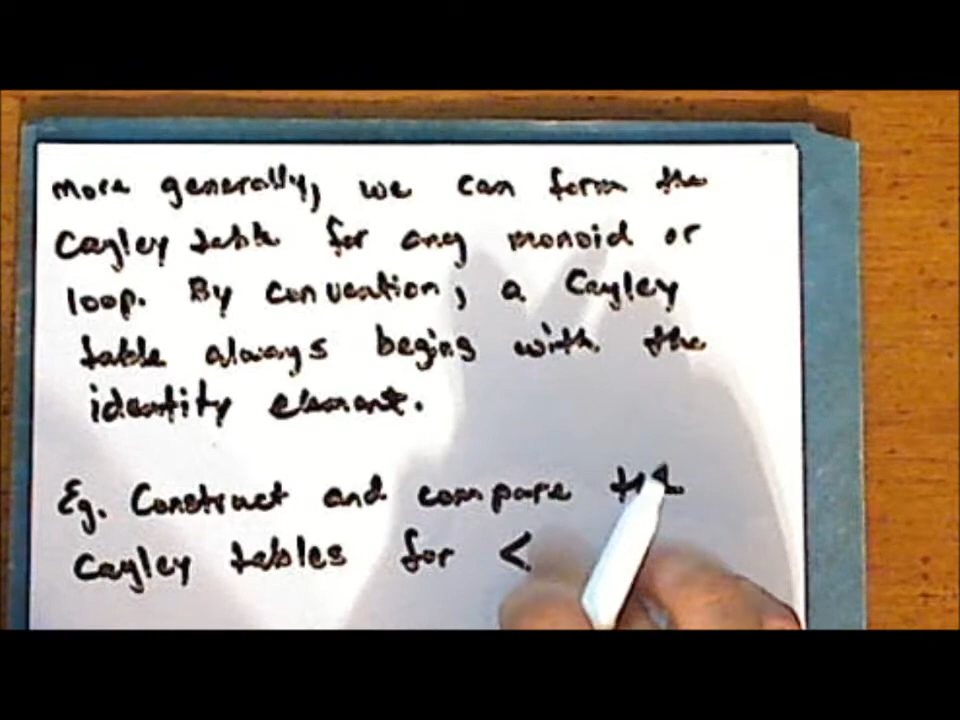 more generally, we can form the
Cayley table for any monoid or
loop. By convention, a Cayley
table always begins with the
identity element.
Eg. Construct and compare the
Cayley tables for <